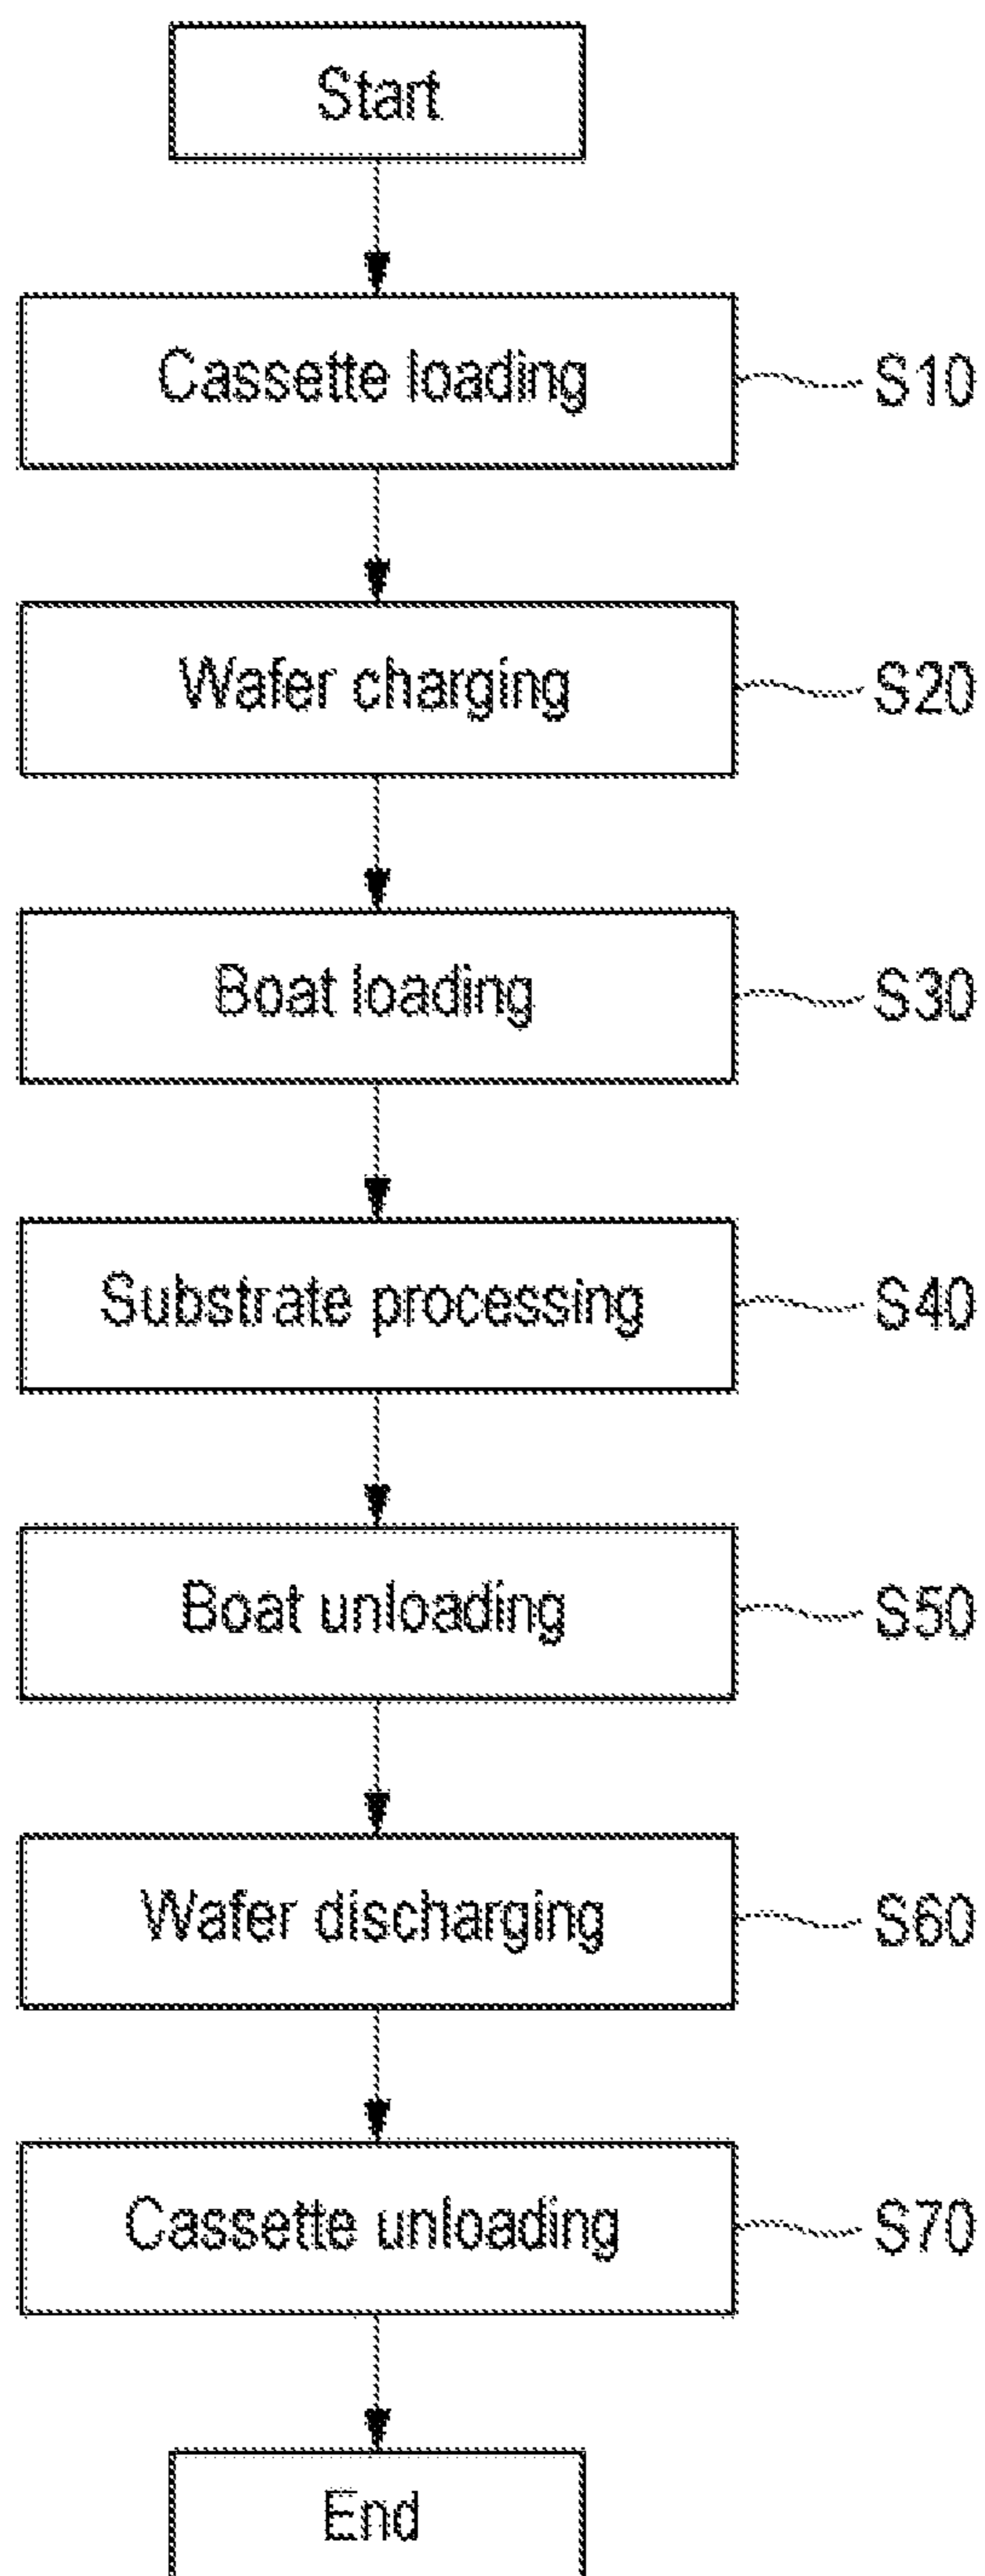 Start
Cassette loading S10
Wafer charging S20
Boat loading S30
Substrate processing S40
Boat unloading S50
Wafer discharging S60
Cassette unloading S70
End